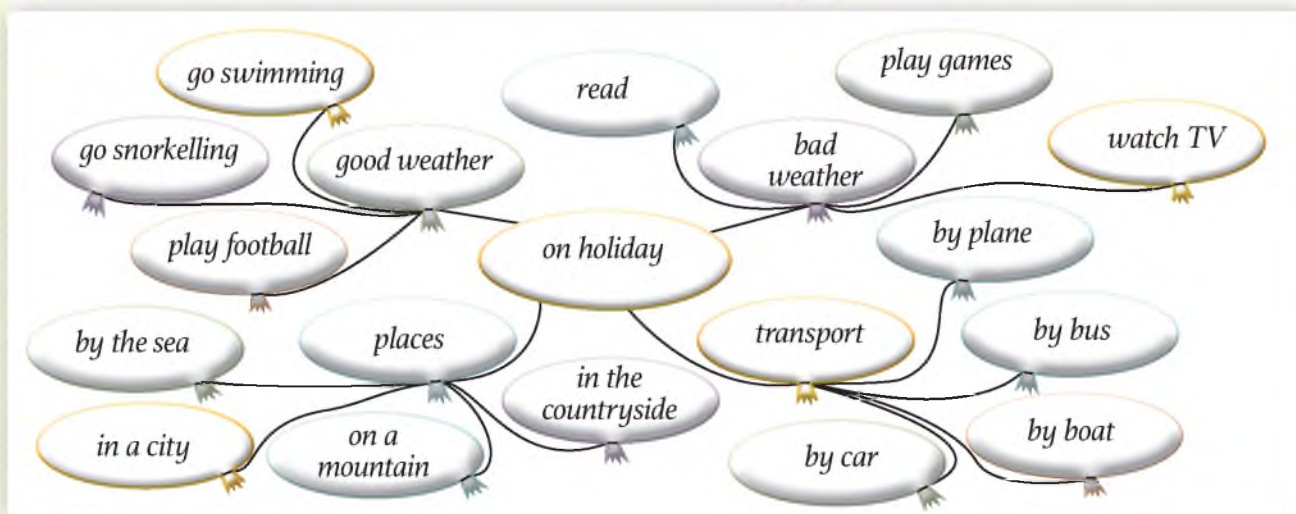 go swimming
go snorkelling
good weather
play football
read
play games
bad
weather
watch TV
on holiday
by the sea
places
in a city
on a
mountain
in the
countryside
transport
by plane
by bus
by boat
by car